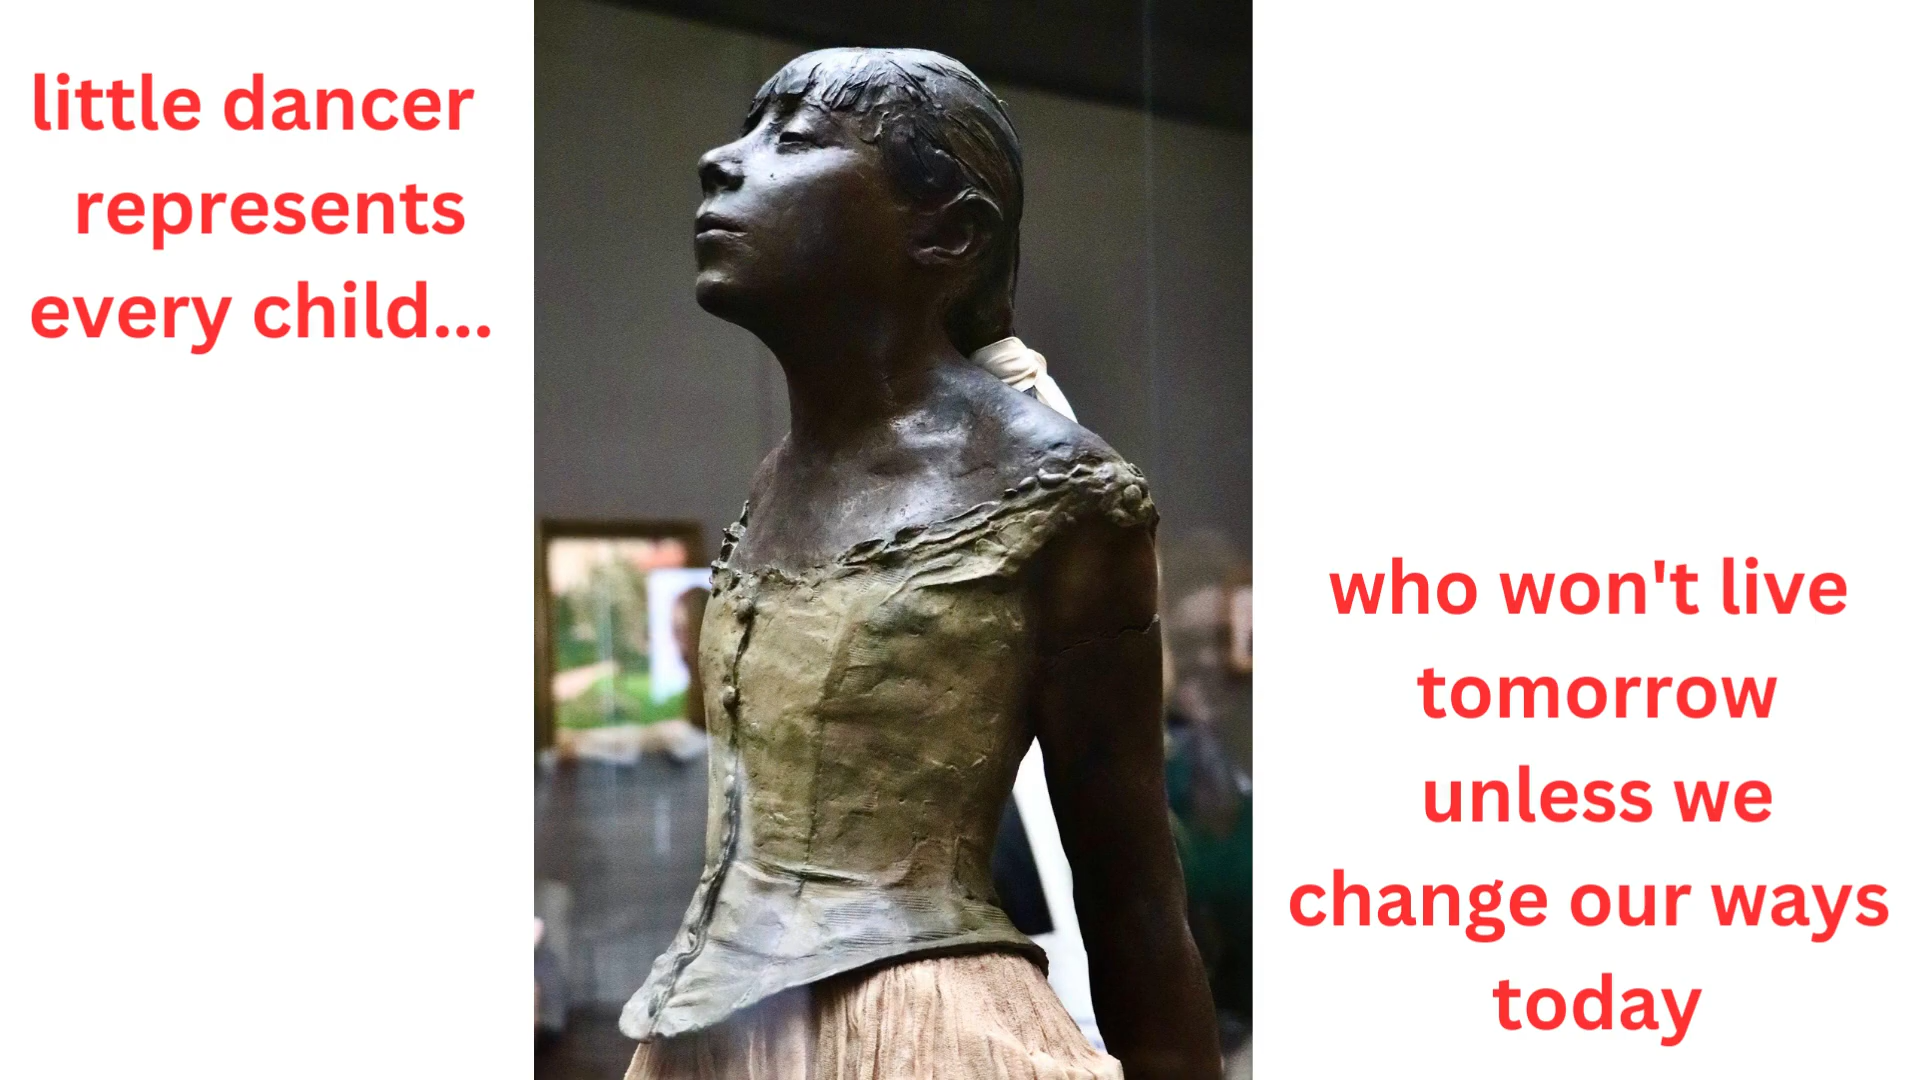 little dancer
represents
every child...
who won't live
tomorrow
unless we
change our ways
today